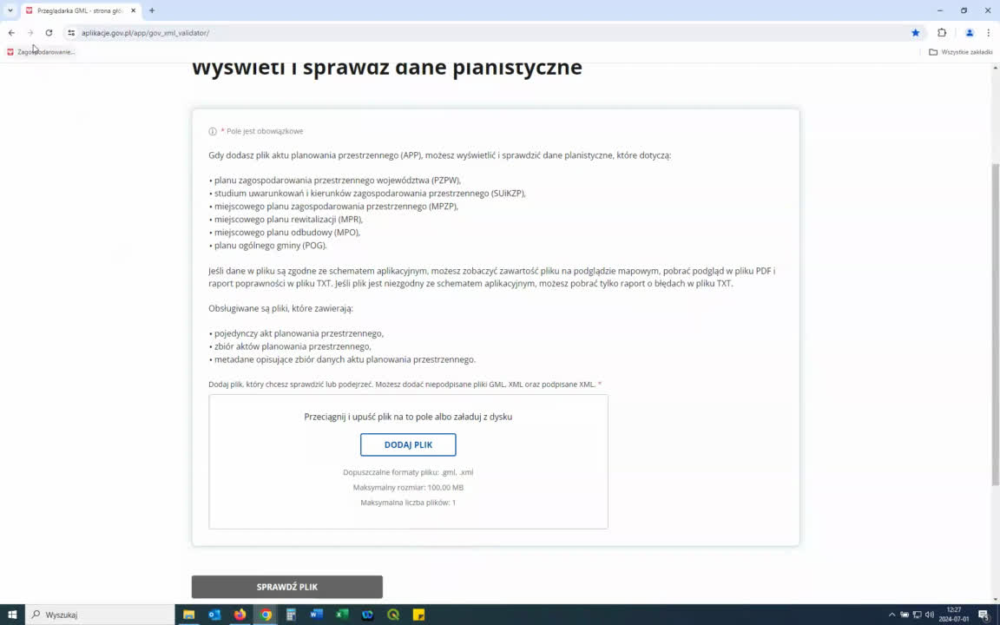 Przeglądarka GML - strona głó
aplikacje.gov.pl/app/gov_xml_validator/
Zagospodarowanie...
Wszystkie zakładki
Wyświetl i sprawdź dane planistyczne
* Pole jest obowiązkowe
Gdy dodasz plik aktu planowania przestrzennego (APP), możesz wyświetlić i sprawdzić dane planistyczne, które dotyczą:
• planu zagospodarowania przestrzennego województwa (PZPW),
• studium uwarunkowań i kierunków zagospodarowania przestrzennego (SUiKZP),
• miejscowego planu zagospodarowania przestrzennego (MPZP),
• miejscowego planu rewitalizacji (MPR),
• miejscowego planu odbudowy (MPO),
• planu ogólnego gminy (POG).
Jeśli dane w pliku są zgodne ze schematem aplikacyjnym, możesz zobaczyć zawartość pliku na podglądzie mapowym, pobrać podgląd w pliku PDF i
raport poprawności w pliku TXT. Jeśli plik jest niezgodny ze schematem aplikacyjnym, możesz pobrać tylko raport o błędach w pliku TXT.
Obsługiwane są pliki, które zawierają:
• pojedynczy akt planowania przestrzennego,
• zbiór aktów planowania przestrzennego,
• metadane opisujące zbiór danych aktu planowania przestrzennego.
Dodaj plik, który chcesz sprawdzić lub podejrzeć. Możesz dodać niepodpisane pliki GML, XML oraz podpisane XML. *
Przeciągnij i upuść plik na to pole albo załaduj z dysku
DODAJ PLIK
Dopuszczalne formaty pliku: .gml, .xml
Maksymalny rozmiar: 100,00 MB
Maksymalna liczba plików: 1
SPRAWDŹ PLIK
Wyszukaj
12:27
2024-07-01